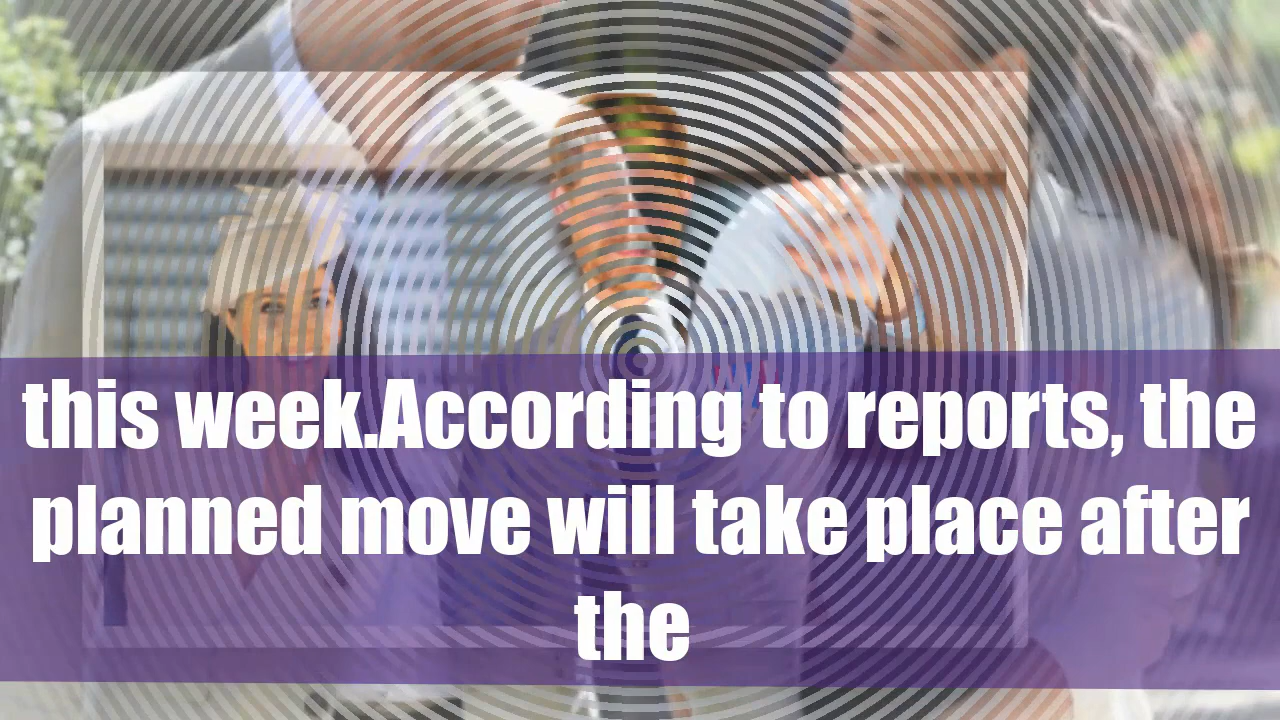 this week.According to reports, the
planned move will take place after
the